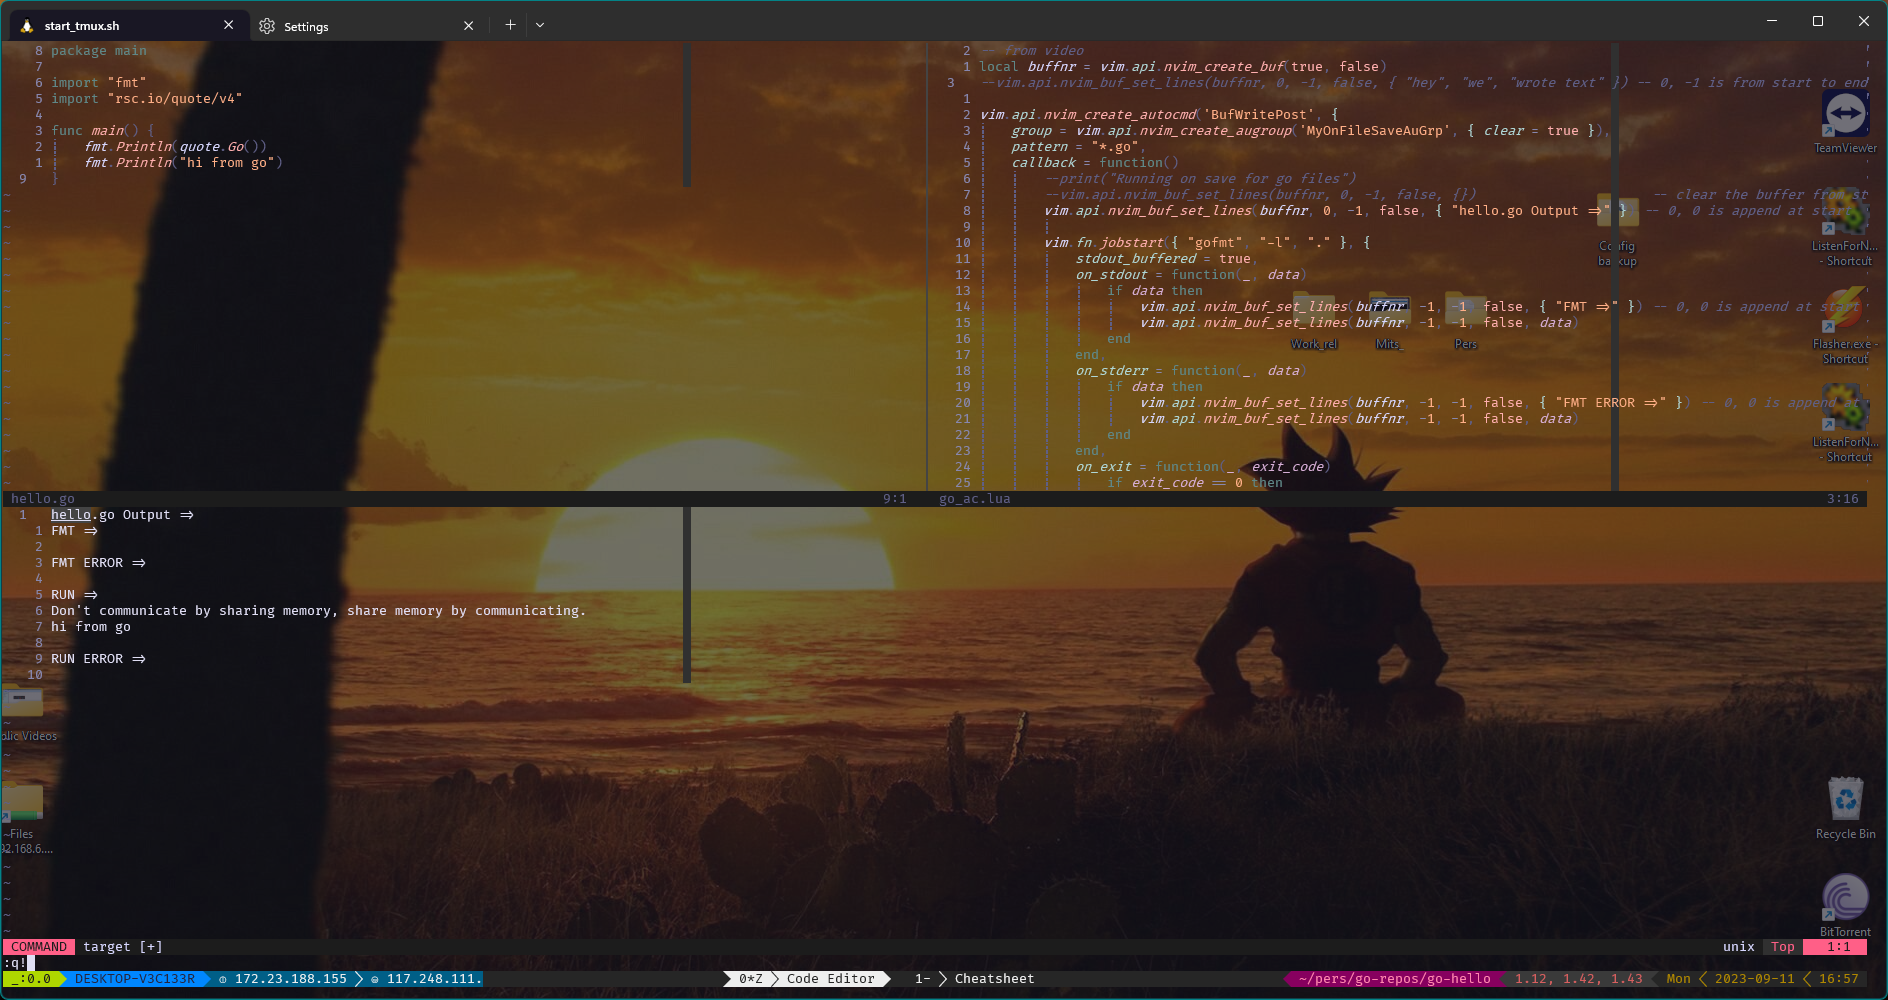 start_tmux.sh
Settings
8 package main
7
6 import "fmt"
5 import "rsc.io/quote/v4"
4
3 func main() {
2 fmt.Println(quote.Go())
1 fmt.Println("hi from go")
9 }
hello.go 9:1
2 -- from video
1 local buffnr = vim.api.nvim_create_buf(true, false)
3 --vim.api.nvim_buf_set_lines(buffnr, 0, -1, false, { "hey", "we", "wrote text" }) -- 0, -1 is from start to end
1
2 vim.api.nvim_create_autocmd('BufWritePost', {
3 group = vim.api.nvim_create_augroup('MyOnFileSaveAuGrp', { clear = true }),
4 pattern = "*.go",
5 callback = function()
6 --print("Running on save for go files")
7 --vim.api.nvim_buf_set_lines(buffnr, 0, -1, false, {}) -- clear the buffer from st
8 vim.api.nvim_buf_set_lines(buffnr, 0, -1, false, { "hello.go Output =>" } -- 0, 0 is append at start
9
10 vim.fn.jobstart({ "gofmt", "-l", "." }, {
11 stdout_buffered = true,
12 on_stdout = function(_, data)
13 if data then
14 vim.api.nvim_buf_set_lines(buffnr, -1, -1, false, { "FMT =>" }) -- 0, 0 is append at start
15 vim.api.nvim_buf_set_lines(buffnr, -1, -1, false, data)
16 end
17 end,
18 on_stderr = function(_, data)
19 if data then
20 vim.api.nvim_buf_set_lines(buffnr, -1, -1, false, { "FMT ERROR =>" }) -- 0, 0 is append at
21 vim.api.nvim_buf_set_lines(buffnr, -1, -1, false, data)
22 end
23 end,
24 on_exit = function(_, exit_code)
25 if exit_code == 0 then
go_ac.lua 3:16
TeamViewer
Config
backup
ListenForN...
- Shortcut
Work_rel
Mits_
Pers
Flasher.exe -
Shortcut
ListenForN...
- Shortcut
1 hello.go Output =>
1 FMT =>
2
3 FMT ERROR =>
4
5 RUN =>
6 Don't communicate by sharing memory, share memory by communicating.
7 hi from go
8
9 RUN ERROR =>
10
Videos
Files
92.168.6....
Recycle Bin
BitTorrent
COMMAND target [+] unix Top 1:1
:q!
_:0.0 DESKTOP-V3C133R 172.23.188.155 117.248.111. 0*Z Code Editor 1- Cheatsheet ~/pers/go-repos/go-hello 1.12, 1.42, 1.43 Mon 2023-09-11 16:57